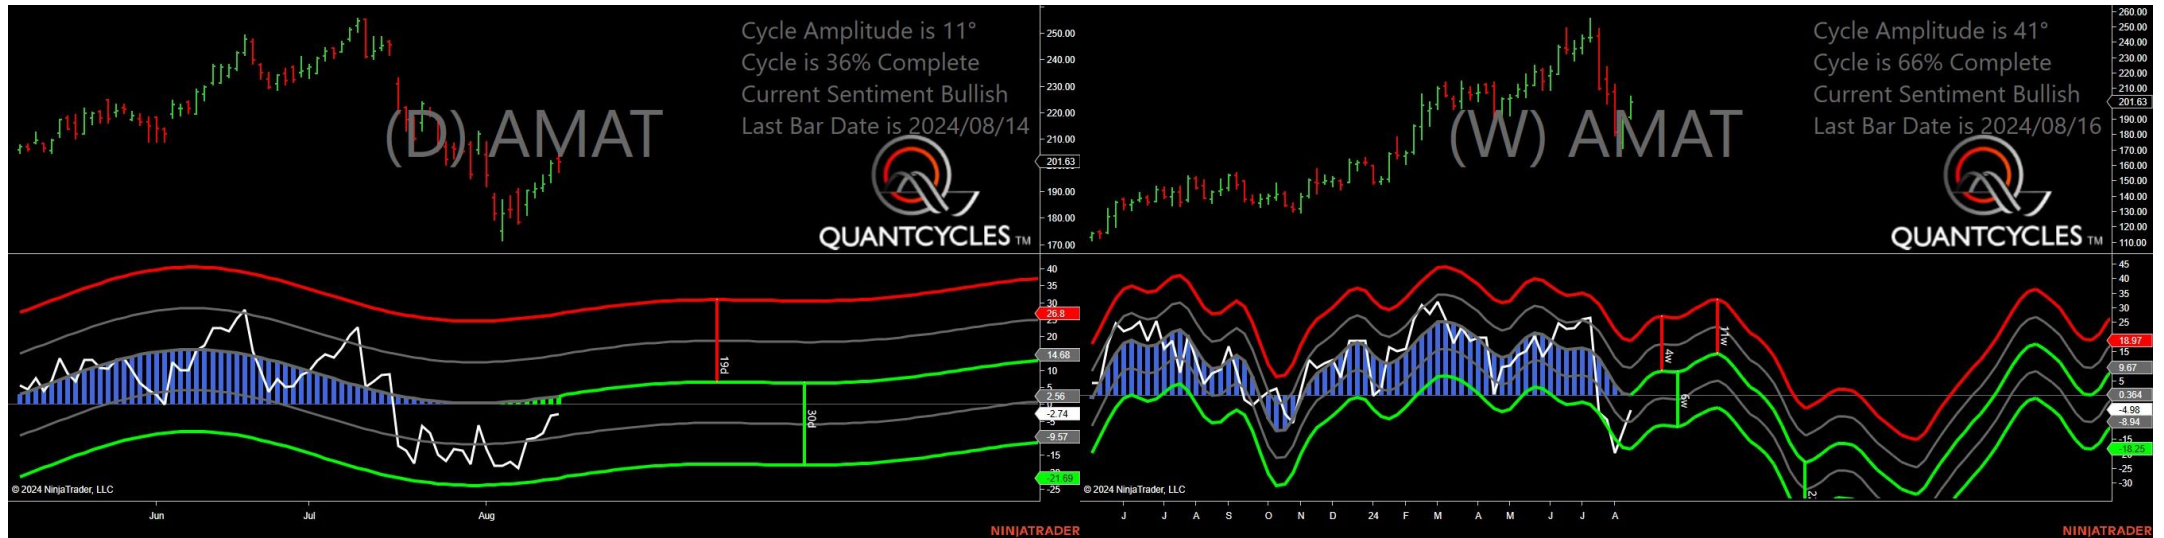 Cycle Amplitude is 11°
Cycle is 36% Complete
Current Sentiment Bullish
Last Bar Date is 2024/08/14
(D) AMAT
QUANTCYCLES TM
250.00
240.00
230.00
220.00
210.00
201.63
190.00
180.00
170.00
40
35
30
26.8
25
20
14.68
10
5
2.56
0
-2.74
-5
-9.57
-15
-21.69
-25
19d
30d
© 2024 NinjaTrader, LLC
Jun
Jul
Aug
NINJATRADER
Cycle Amplitude is 41°
Cycle is 66% Complete
Current Sentiment Bullish
Last Bar Date is 2024/08/16
(W) AMAT
QUANTCYCLES TM
260.00
250.00
240.00
230.00
220.00
210.00
201.63
190.00
180.00
170.00
160.00
150.00
140.00
130.00
120.00
110.00
45
35
30
25
18.97
15
9.67
5
0.364
-4.98
-8.94
-15
-18.25
-25
-30
4w
11w
6w
2
© 2024 NinjaTrader, LLC
J
J
A
S
O
N
D
24
F
M
A
M
J
J
A
NINJATRADER